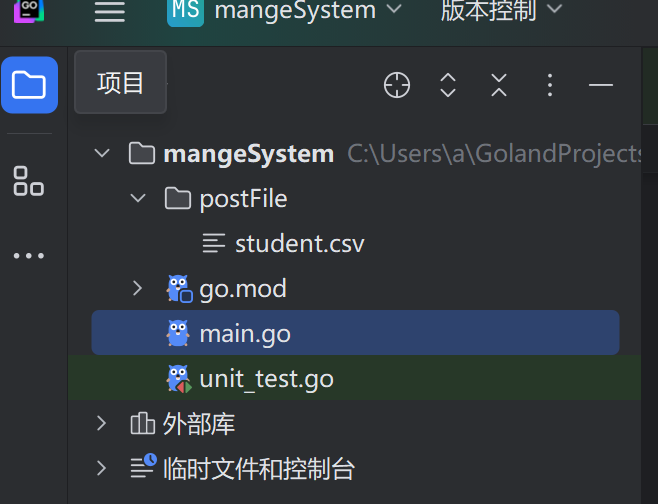 GO
MS mangeSystem 版本控制
项目
mangeSystem C:\Users\a\GolandProjects
postFile
student.csv
go.mod
main.go
unit_test.go
外部库
临时文件和控制台